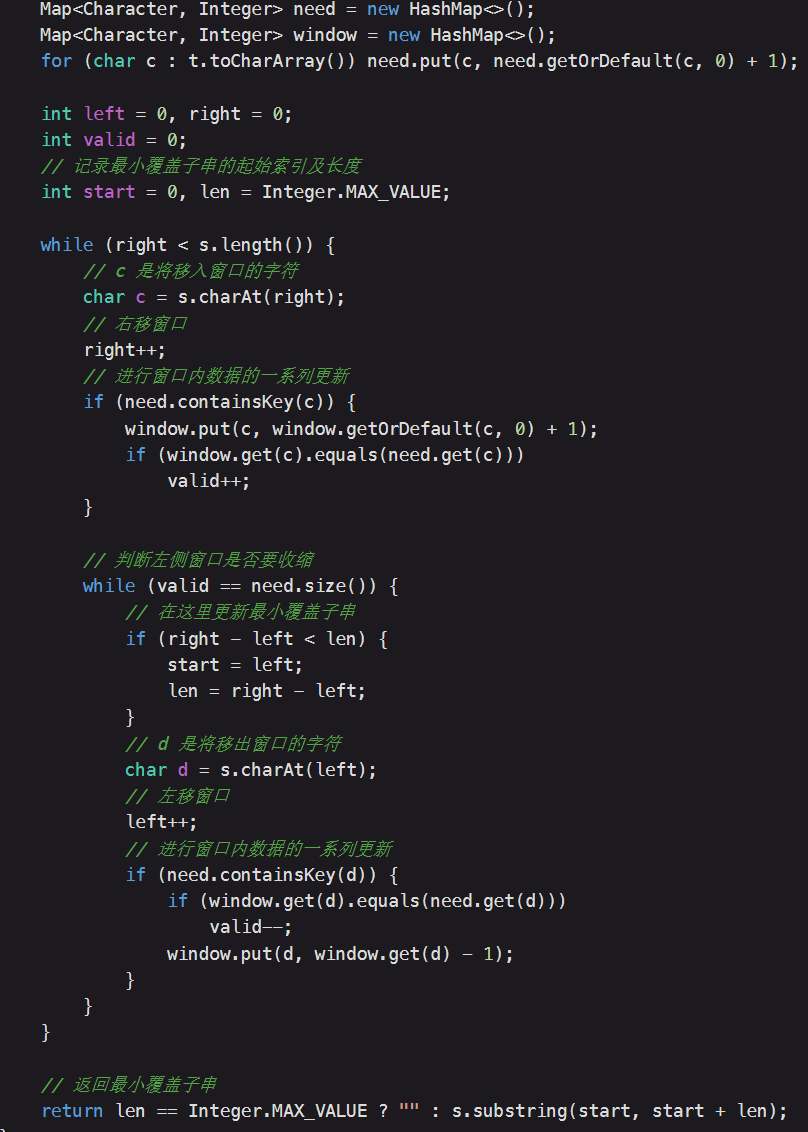 Map<Character, Integer> need = new HashMap<>();
Map<Character, Integer> window = new HashMap<>();
for (char c : t.toCharArray()) need.put(c, need.getOrDefault(c, 0) + 1);
int left = 0, right = 0;
int valid = 0;
// 记录最小覆盖子串的起始索引及长度
int start = 0, len = Integer.MAX_VALUE;
while (right < s.length()) {
// c 是将移入窗口的字符
char c = s.charAt(right);
// 右移窗口
right++;
// 进行窗口内数据的一系列更新
if (need.containsKey(c)) {
window.put(c, window.getOrDefault(c, 0) + 1);
if (window.get(c).equals(need.get(c)))
valid++;
}
// 判断左侧窗口是否要收缩
while (valid == need.size()) {
// 在这里更新最小覆盖子串
if (right - left < len) {
start = left;
len = right - left;
}
// d 是将移出窗口的字符
char d = s.charAt(left);
// 左移窗口
left++;
// 进行窗口内数据的一系列更新
if (need.containsKey(d)) {
if (window.get(d).equals(need.get(d)))
valid--;
window.put(d, window.get(d) - 1);
}
}
}
// 返回最小覆盖子串
return len == Integer.MAX_VALUE ? "" : s.substring(start, start + len);